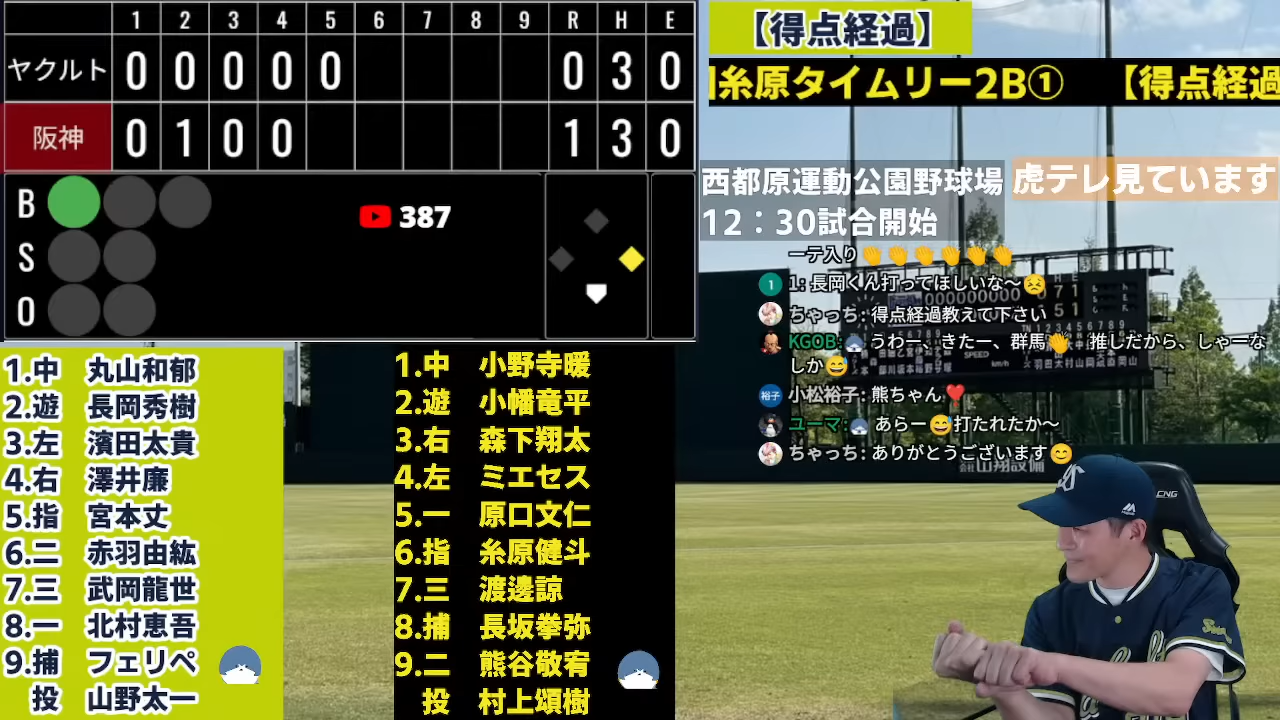 1 2 3 4 5 6 7 8 9 R H E
ヤクルト 0 0 0 0 0 0 3 0
阪神 0 1 0 0 1 3 0
B
S
O
387
【得点経過】
糸原タイムリー2B① 【得点経過
西都原運動公園野球場
12：30試合開始
虎テレ見ています
ーテ入り👏👏👏👏👏👏
1: 長岡くん打ってほしいな〜😣
ちゃっち: 得点経過教えて下さい
KGOB: うわー、きたー、群馬👏 推しだから、しゃーな
しか😅
裕子 小松裕子: 熊ちゃん❤️
ユーマ: あらー😅打たれたか〜
ちゃっち: ありがとうございます😊
1.中 丸山和郁
2.遊 長岡秀樹
3.左 濱田太貴
4.右 澤井廉
5.指 宮本丈
6.二 赤羽由紘
7.三 武岡龍世
8.一 北村恵吾
9.捕 フェリペ
投 山野太一
1.中 小野寺暖
2.遊 小幡竜平
3.右 森下翔太
4.左 ミエセス
5.一 原口文仁
6.指 糸原健斗
7.三 渡邊諒
8.捕 長坂拳弥
9.二 熊谷敬宥
投 村上頌樹
山翔設備
SPEED
km/h
CNG